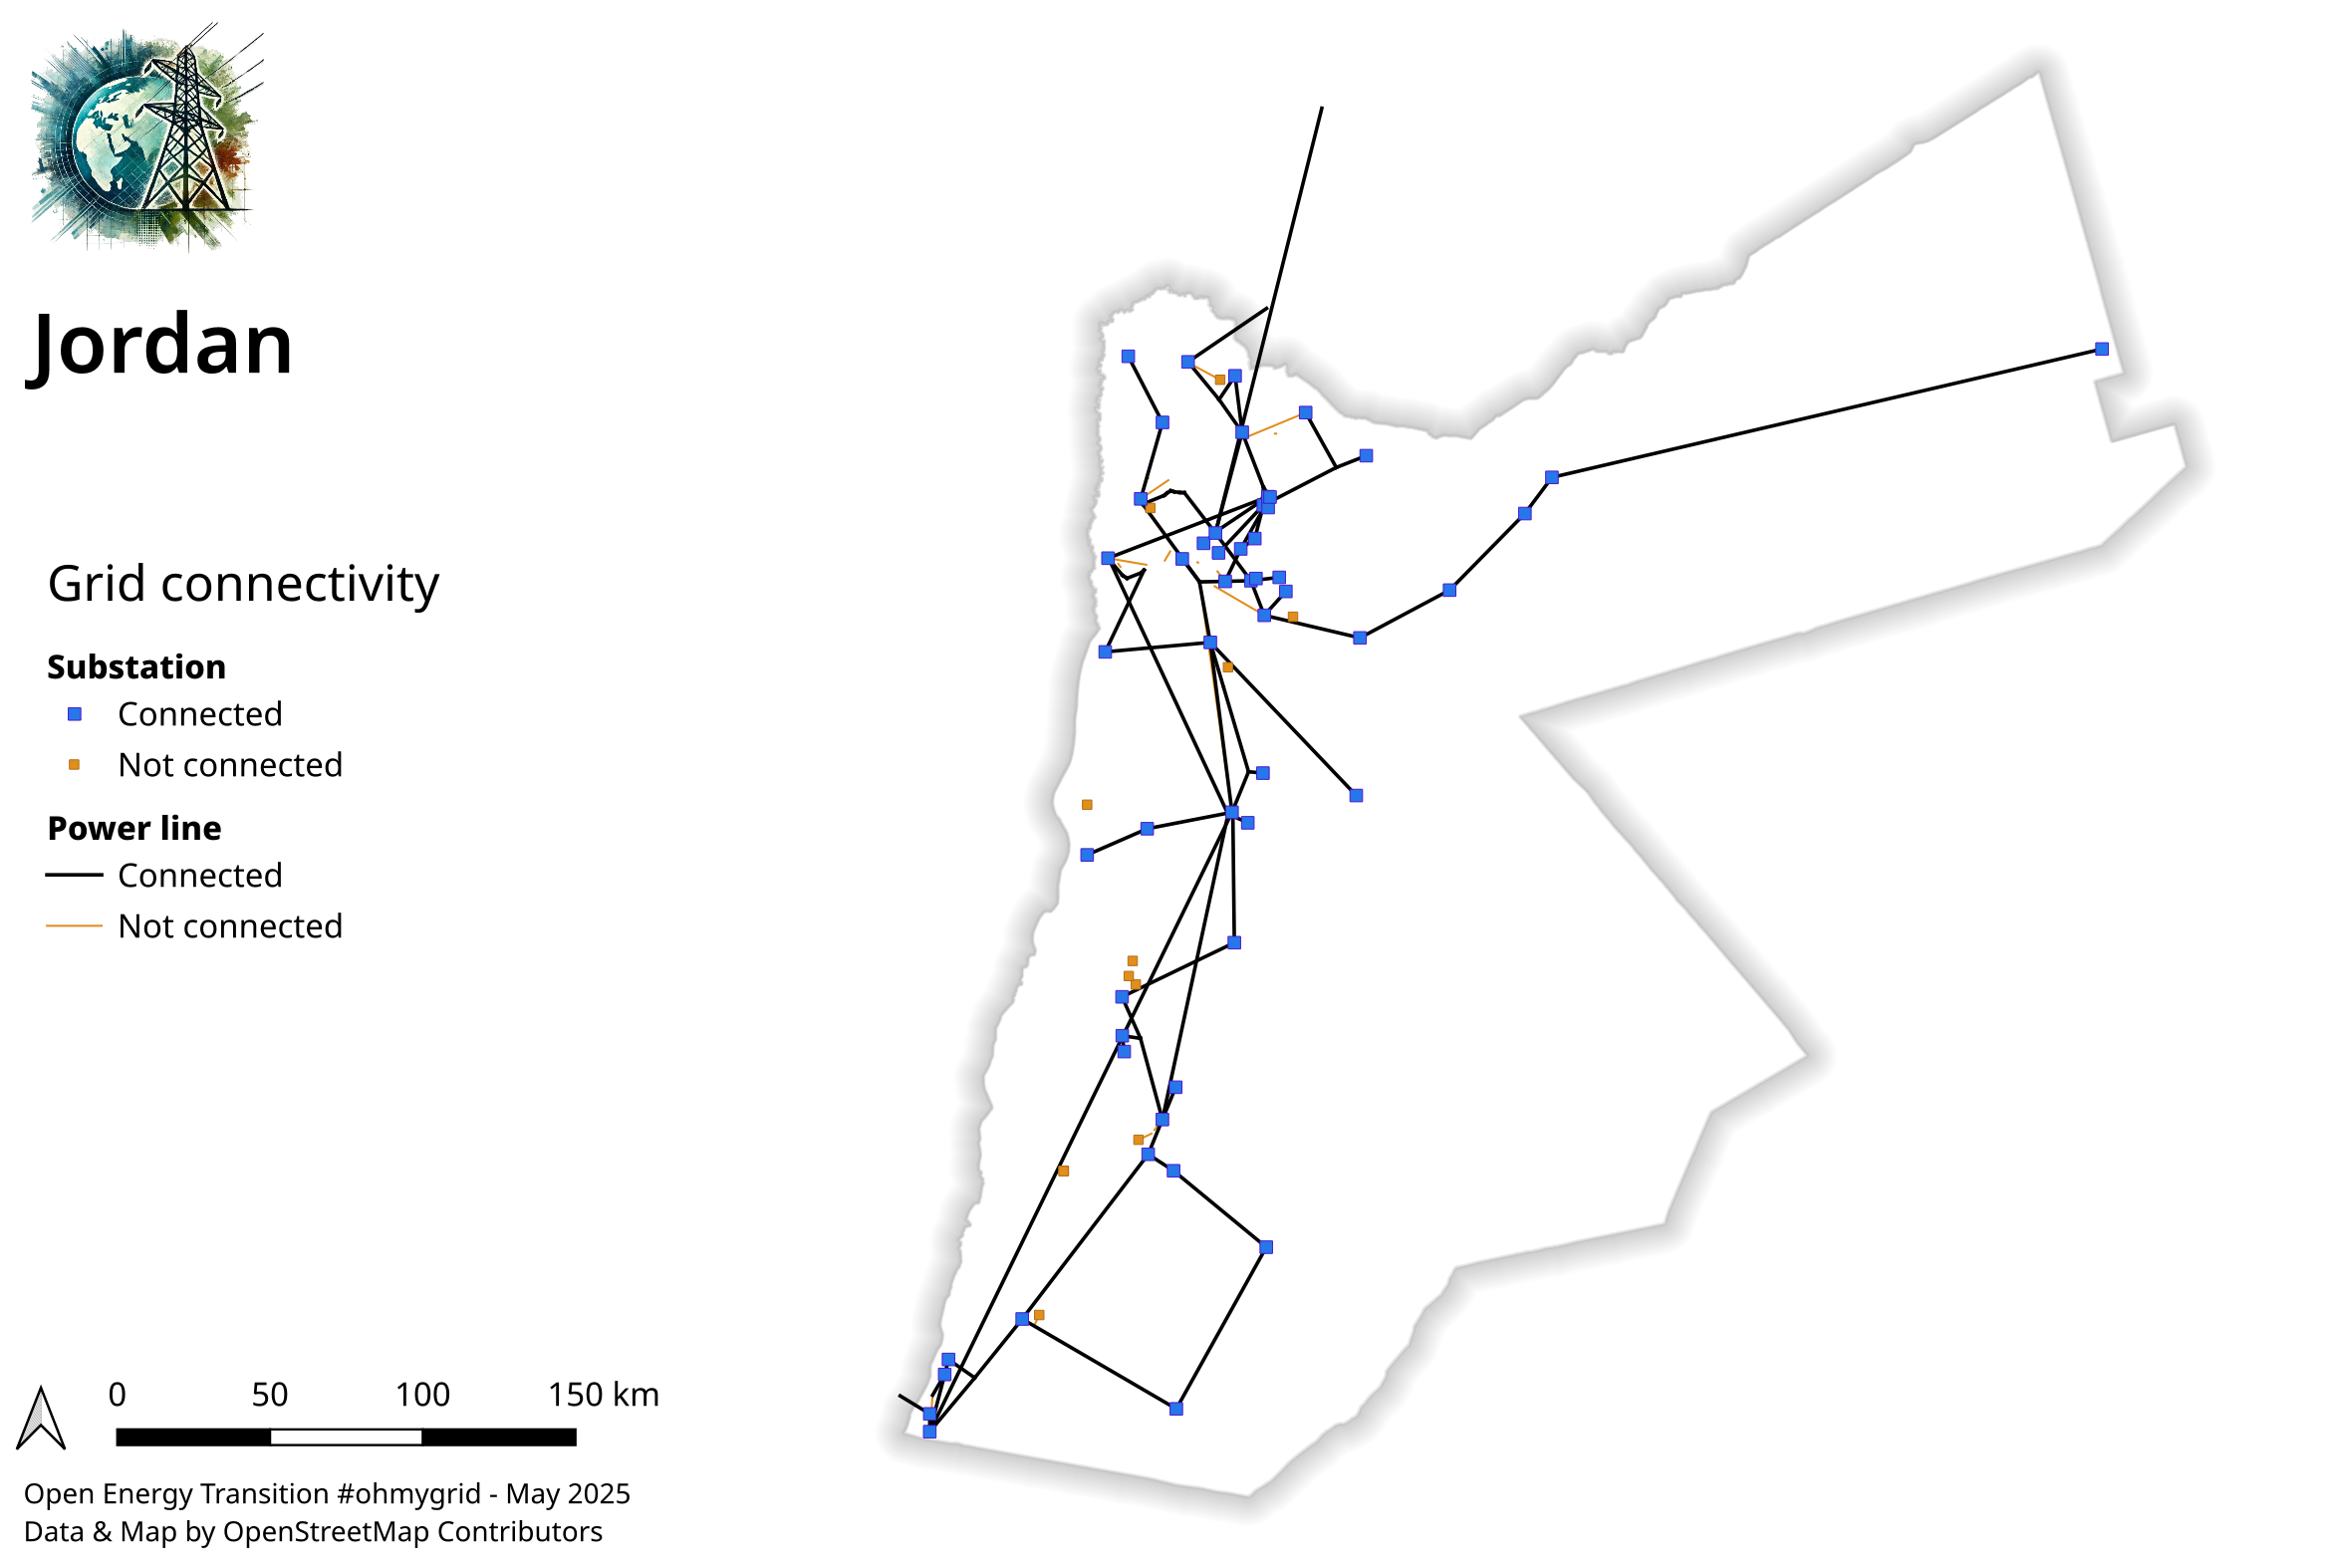 Jordan
Grid connectivity
Substation
Connected
Not connected
Power line
Connected
Not connected
0 50 100 150 km
Open Energy Transition #ohmygrid - May 2025
Data & Map by OpenStreetMap Contributors